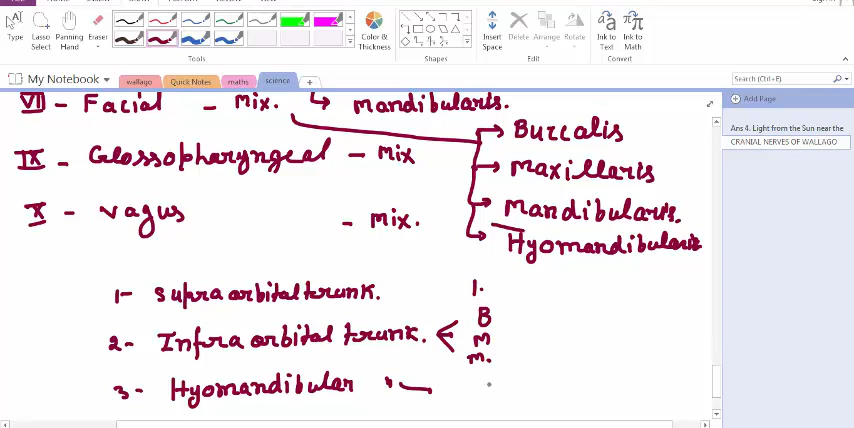 Type
Lasso Select
Panning Hand
Eraser
Tools
Color & Thickness
Shapes
Insert Space
Delete
Arrange
Rotate
Edit
Ink to Text
Ink to Math
Convert
My Notebook
wallago
Quick Notes
maths
science
Search (Ctrl+E)
Add Page
Ans 4. Light from the Sun near the
CRANIAL NERVES OF WALLAGO
VI - Facial - Mix. ↳ Mandibularis.
→ Buccalis
IX - Glossopharyngeal - Mix
→ Maxillaris
X - Vagus - Mix.
→ Mandibularis.
→ Hyomandibularis
1- Supra orbital trunk. 1.
2- Infra orbital trunk. < B
M
M.
3- Hyomandibular "